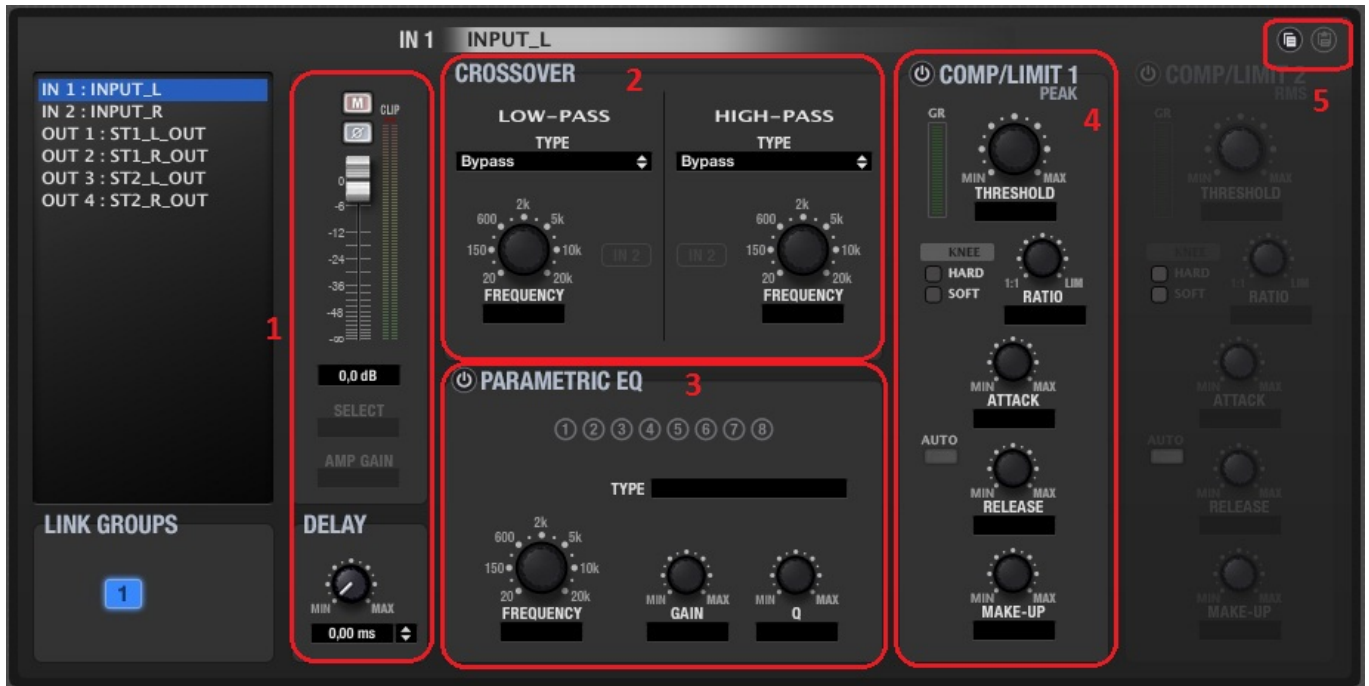 IN 1 INPUT_L
IN 1 : INPUT_L
IN 2 : INPUT_R
OUT 1 : ST1_L_OUT
OUT 2 : ST1_R_OUT
OUT 3 : ST2_L_OUT
OUT 4 : ST2_R_OUT
LINK GROUPS
1
1
M CLIP
Ø
0
-6
-12
-24
-36
-48
-∞
0,0 dB
SELECT
AMP GAIN
DELAY
MIN MAX
0,00 ms
CROSSOVER 2
LOW-PASS HIGH-PASS
TYPE TYPE
Bypass Bypass
2k 2k
600 5k 600 5k
150 10k IN 2 IN 2 150 10k
20 20k 20 20k
FREQUENCY FREQUENCY
PARAMETRIC EQ 3
1 2 3 4 5 6 7 8
TYPE
2k
600 5k
150 10k
20 20k MIN MAX MIN MAX
FREQUENCY GAIN Q
COMP/LIMIT 1
PEAK 4
GR
MIN MAX
THRESHOLD
KNEE
HARD
SOFT
1:1 LIM
RATIO
MIN MAX
ATTACK
AUTO
MIN MAX
RELEASE
MIN MAX
MAKE-UP
5
COMP/LIMIT 2
RMS
GR
MIN MAX
THRESHOLD
KNEE
HARD
SOFT
1:1 LIM
RATIO
MIN MAX
ATTACK
AUTO
MIN MAX
RELEASE
MIN MAX
MAKE-UP